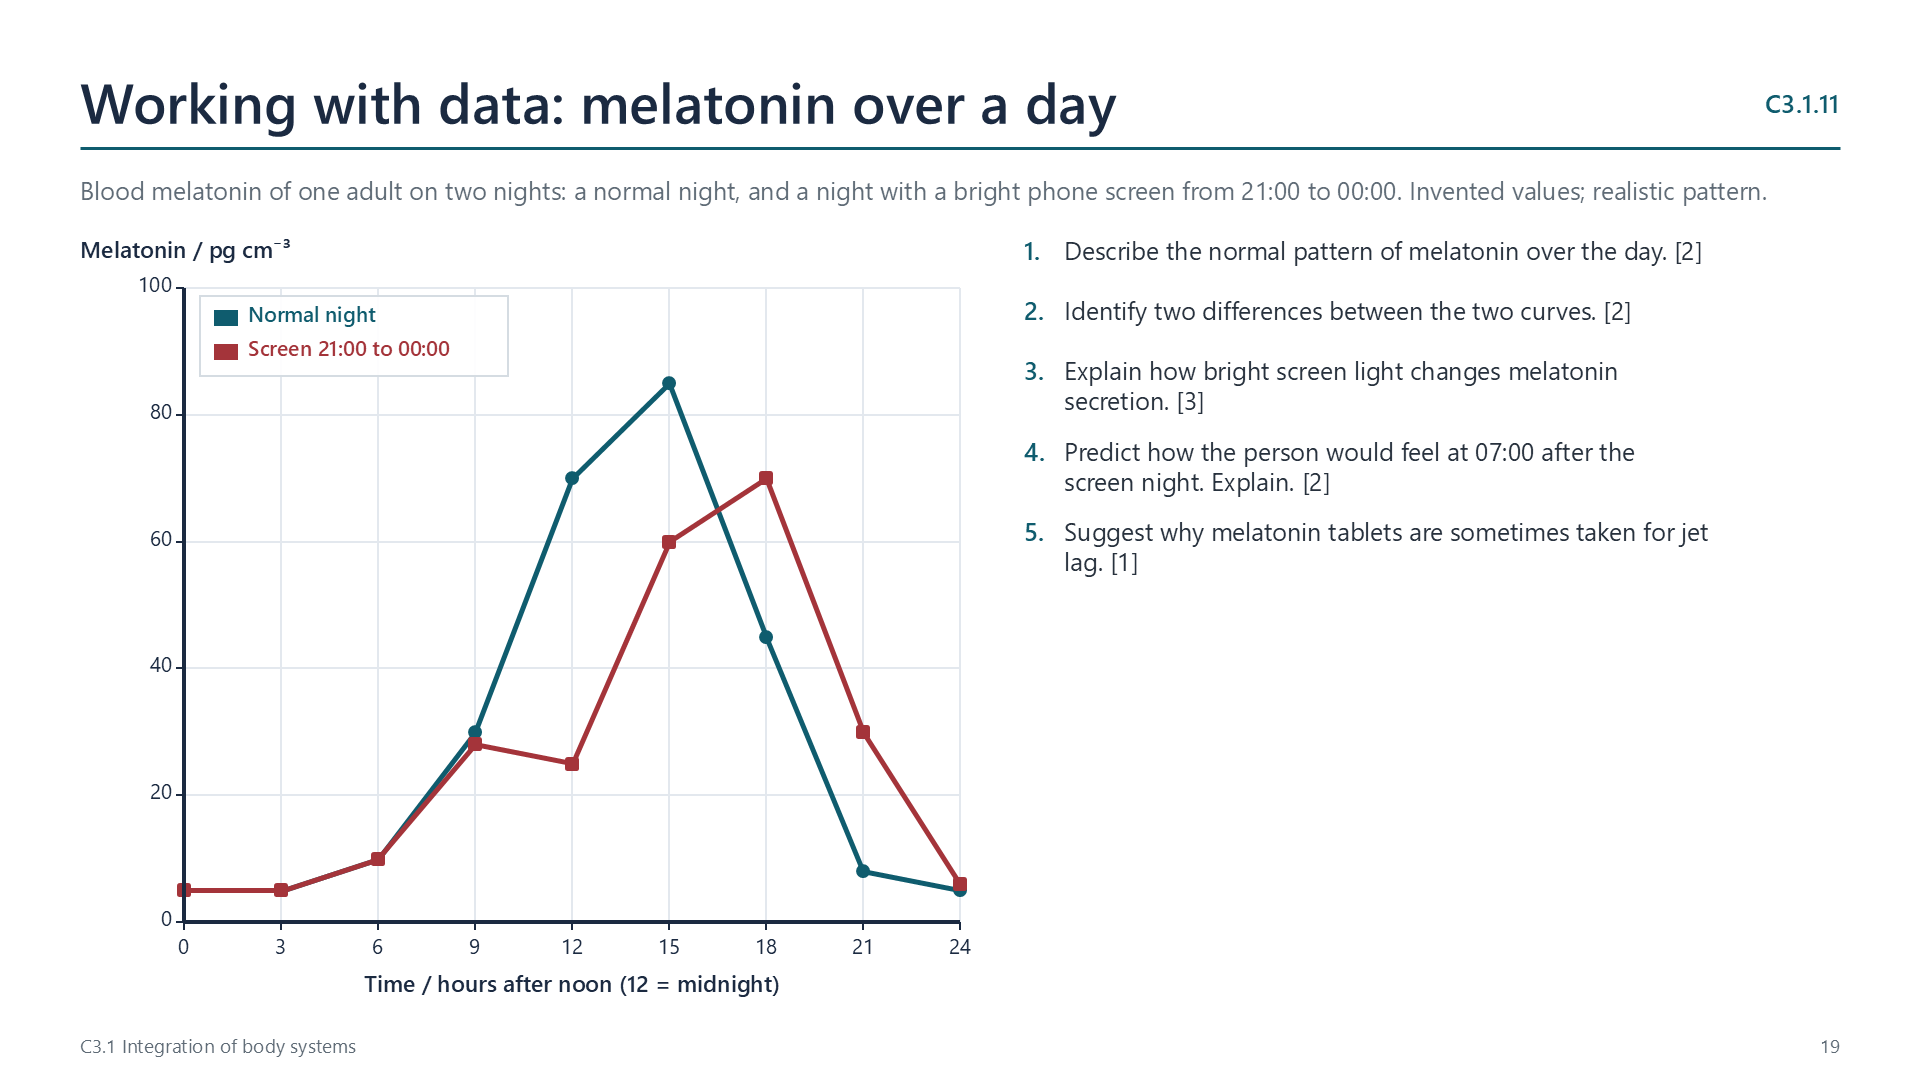 Working with data: melatonin over a day
C3.1.11
Blood melatonin of one adult on two nights: a normal night, and a night with a bright phone screen from 21:00 to 00:00. Invented values; realistic pattern.
Melatonin / pg cm⁻³
100
80
60
40
20
0
Normal night
Screen 21:00 to 00:00
0 3 6 9 12 15 18 21 24
Time / hours after noon (12 = midnight)
1. Describe the normal pattern of melatonin over the day. [2]
2. Identify two differences between the two curves. [2]
3. Explain how bright screen light changes melatonin
secretion. [3]
4. Predict how the person would feel at 07:00 after the
screen night. Explain. [2]
5. Suggest why melatonin tablets are sometimes taken for jet
lag. [1]
C3.1 Integration of body systems
19